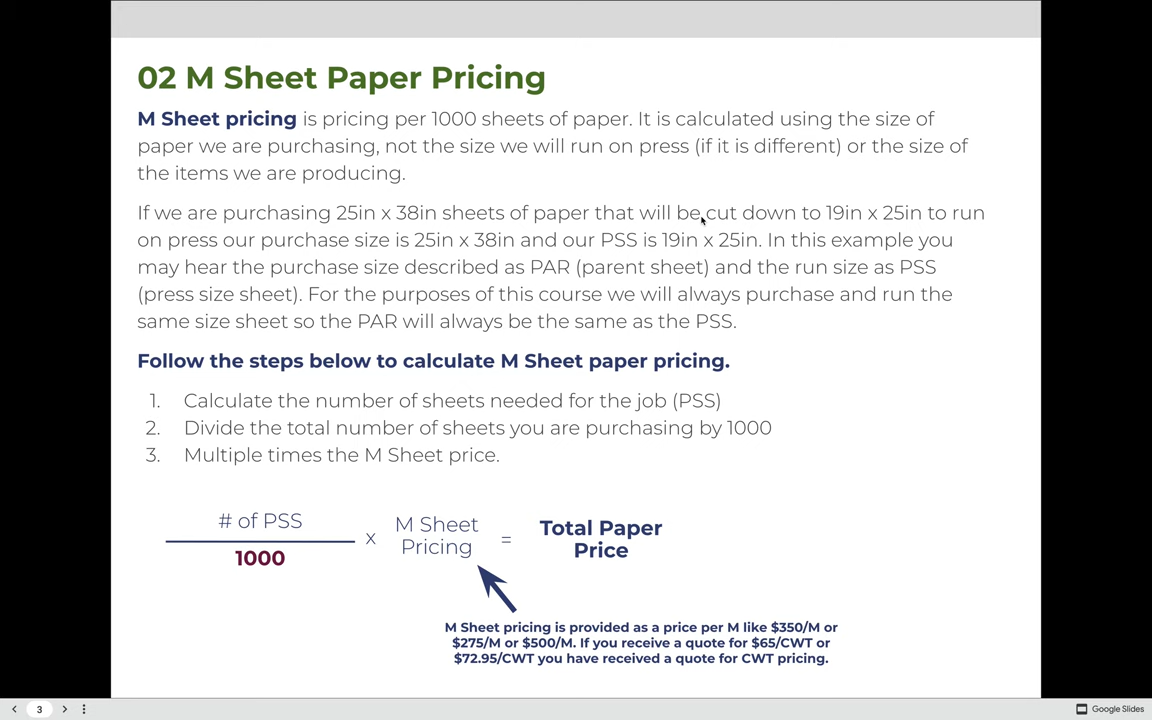 02 M Sheet Paper Pricing
M Sheet pricing is pricing per 1000 sheets of paper. It is calculated using the size of
paper we are purchasing, not the size we will run on press (if it is different) or the size of
the items we are producing.
If we are purchasing 25in x 38in sheets of paper that will be cut down to 19in x 25in to run
on press our purchase size is 25in x 38in and our PSS is 19in x 25in. In this example you
may hear the purchase size described as PAR (parent sheet) and the run size as PSS
(press size sheet). For the purposes of this course we will always purchase and run the
same size sheet so the PAR will always be the same as the PSS.
Follow the steps below to calculate M Sheet paper pricing.
1. Calculate the number of sheets needed for the job (PSS)
2. Divide the total number of sheets you are purchasing by 1000
3. Multiple times the M Sheet price.
# of PSS
1000
x
M Sheet
Pricing
=
Total Paper
Price
M Sheet pricing is provided as a price per M like $350/M or
$275/M or $500/M. If you receive a quote for $65/CWT or
$72.95/CWT you have received a quote for CWT pricing.
3
Google Slides